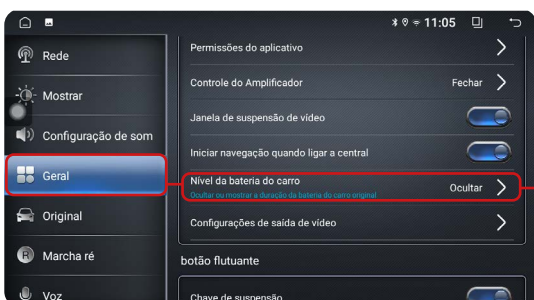 11:05
Rede
Mostrar
Configuração de som
Geral
Original
Marcha ré
Voz
Permissões do aplicativo
Controle do Amplificador
Fechar
Janela de suspensão de vídeo
Iniciar navegação quando ligar a central
Nível da bateria do carro
Ocultar ou mostrar a duração da bateria do carro original
Ocultar
Configurações de saída de vídeo
botão flutuante
Chave de suspensão